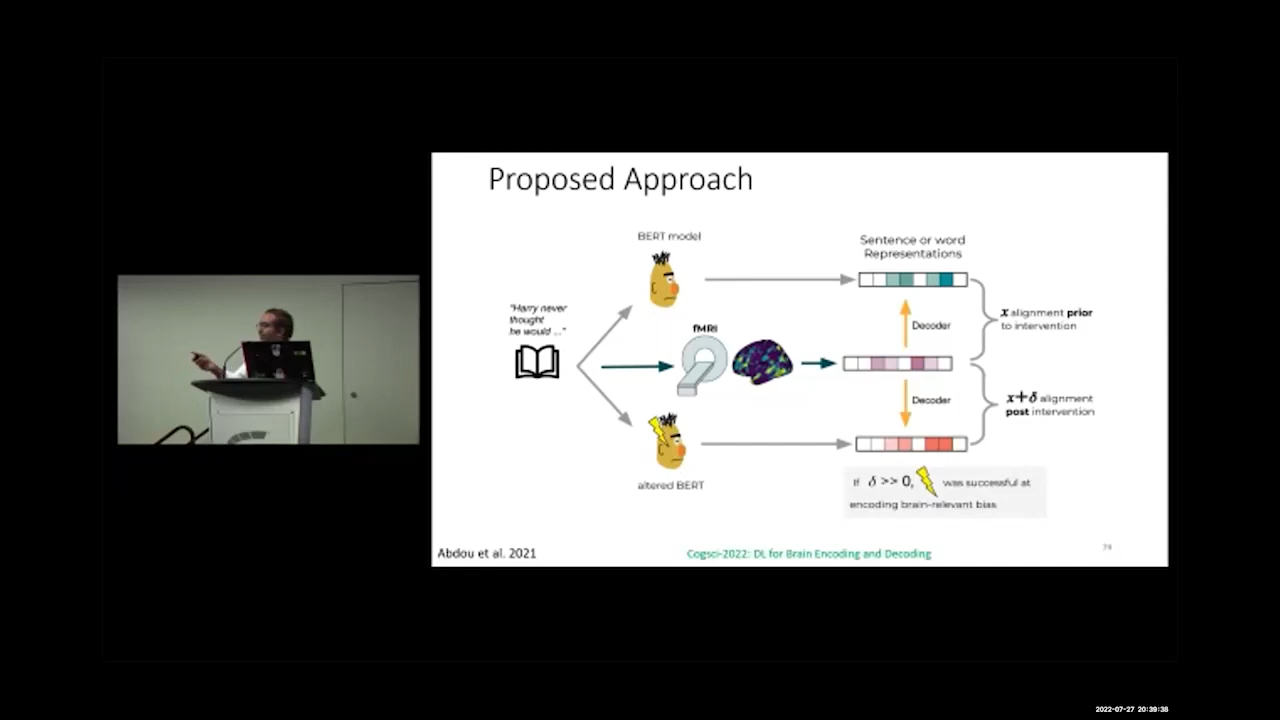 Proposed Approach
BERT model
Sentence or word
Representations
"Harry never
thought
he would ..."
fMRI
Decoder
x alignment prior
to intervention
Decoder
x+δ alignment
post intervention
altered BERT
If δ >> 0, was successful at
encoding brain-relevant bias
Abdou et al. 2021
Cogsci-2022: DL for Brain Encoding and Decoding
2022-07-27 20:39:38